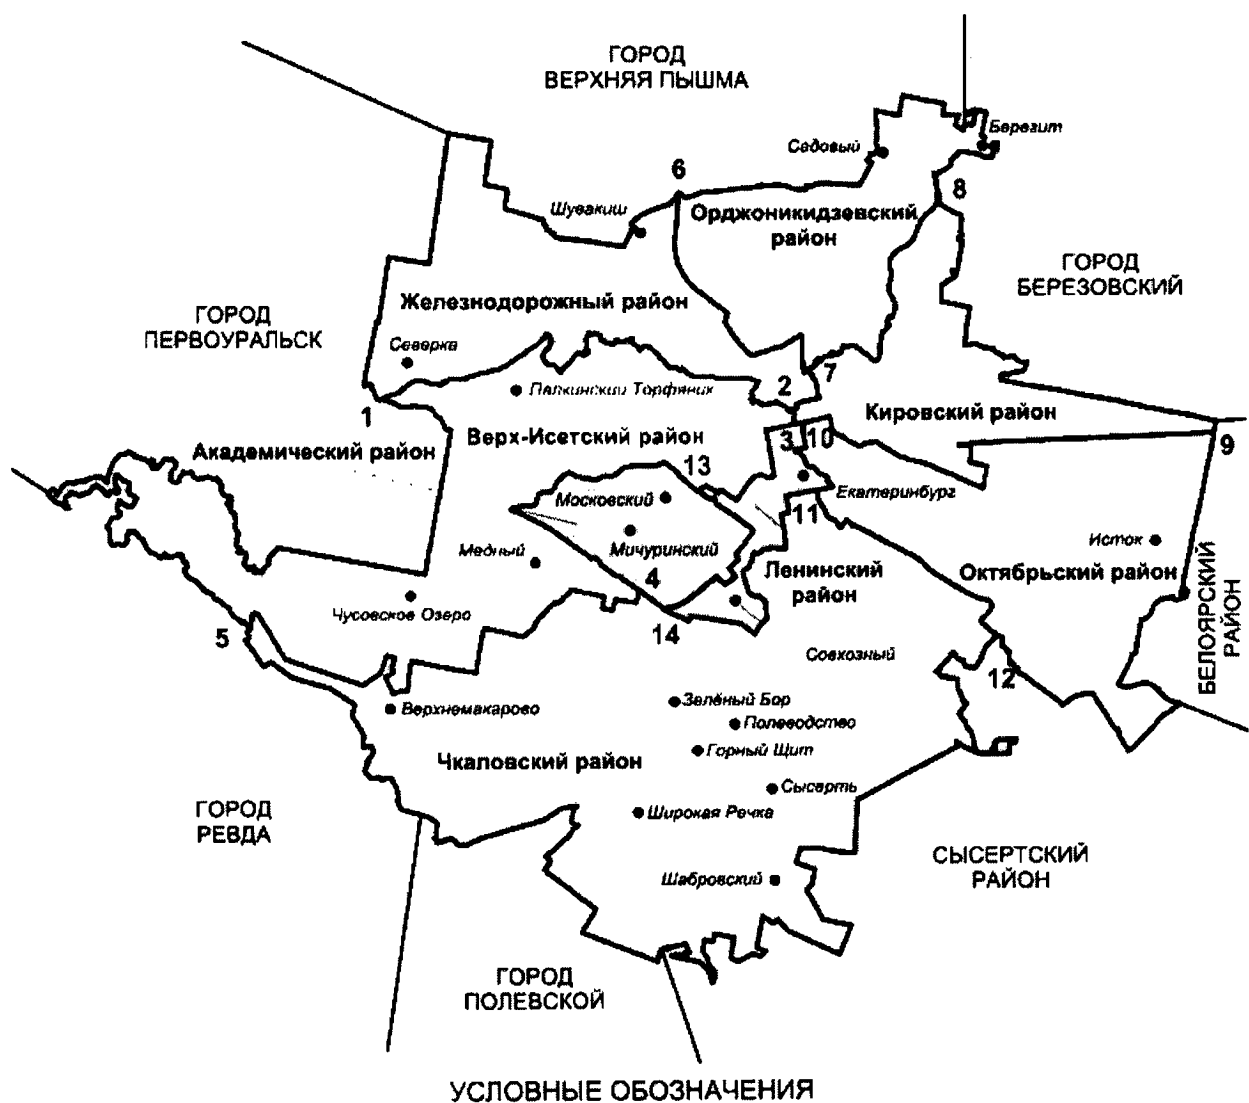 ГОРОД
ВЕРХНЯЯ ПЫШМА
Березит
Садовый
6
8
Шувакиш
Орджоникидзевский
район
ГОРОД
БЕРЕЗОВСКИЙ
Железнодорожный район
ГОРОД
ПЕРВОУРАЛЬСК
Северка
7
2
Палкинский Торфяник
1
Кировский район
Академический район
Верх-Исетский район
3
10
9
13
Екатеринбург
Московский
11
Мичуринский
Исток
Медный
4
Ленинский
район
Октябрьский район
БЕЛОЯРСКИЙ
РАЙОН
Чусовское Озеро
5
14
Совхозный
12
Зелёный Бор
Верхнемакарово
Полеводство
Горный Щит
Чкаловский район
Сысерть
ГОРОД
РЕВДА
Широкая Речка
СЫСЕРТСКИЙ
РАЙОН
Шабровский
ГОРОД
ПОЛЕВСКОЙ
УСЛОВНЫЕ ОБОЗНАЧЕНИЯ